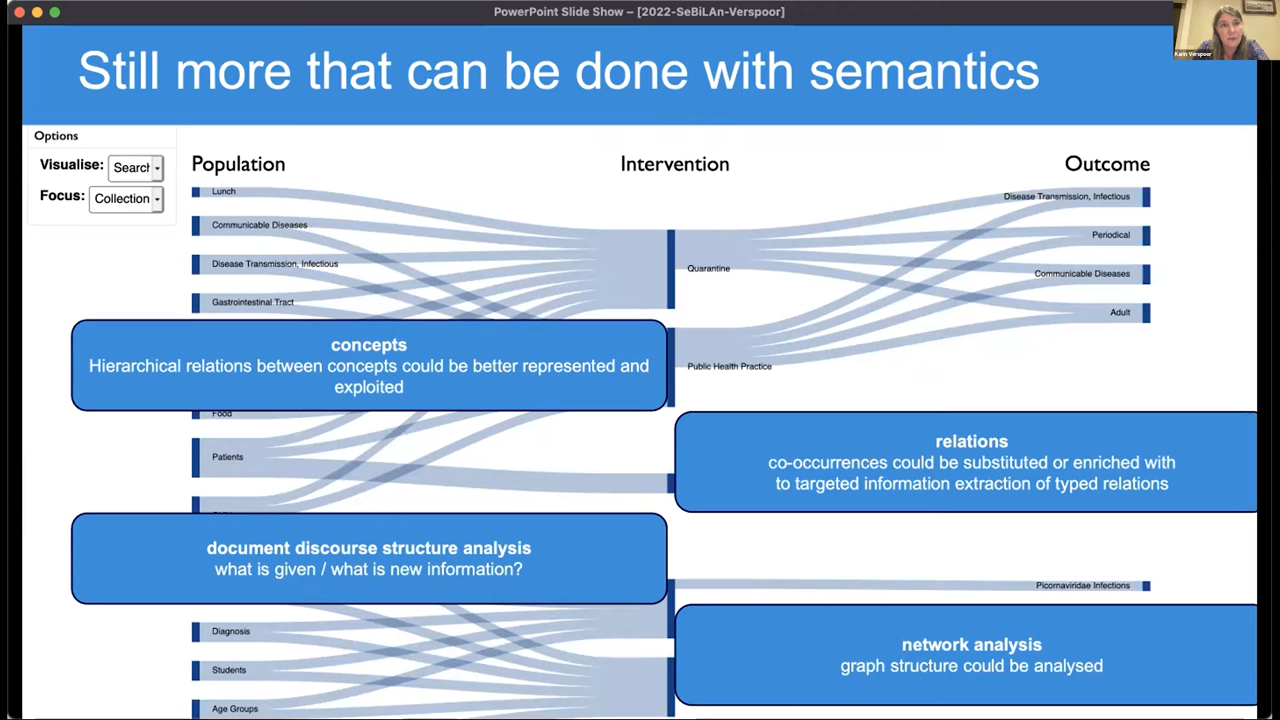 PowerPoint Slide Show – [2022-SeBiLAn-Verspoor]
Karin Verspoor
Still more that can be done with semantics
Options
Visualise: Search
Focus: Collection
Population
Intervention
Outcome
Lunch
Communicable Diseases
Disease Transmission, Infectious
Gastrointestinal Tract
Quarantine
Public Health Practice
Disease Transmission, Infectious
Periodical
Communicable Diseases
Adult
concepts
Hierarchical relations between concepts could be better represented and
exploited
Food
Patients
relations
co-occurrences could be substituted or enriched with
to targeted information extraction of typed relations
document discourse structure analysis
what is given / what is new information?
Picornaviridae Infections
Diagnosis
Students
Age Groups
network analysis
graph structure could be analysed